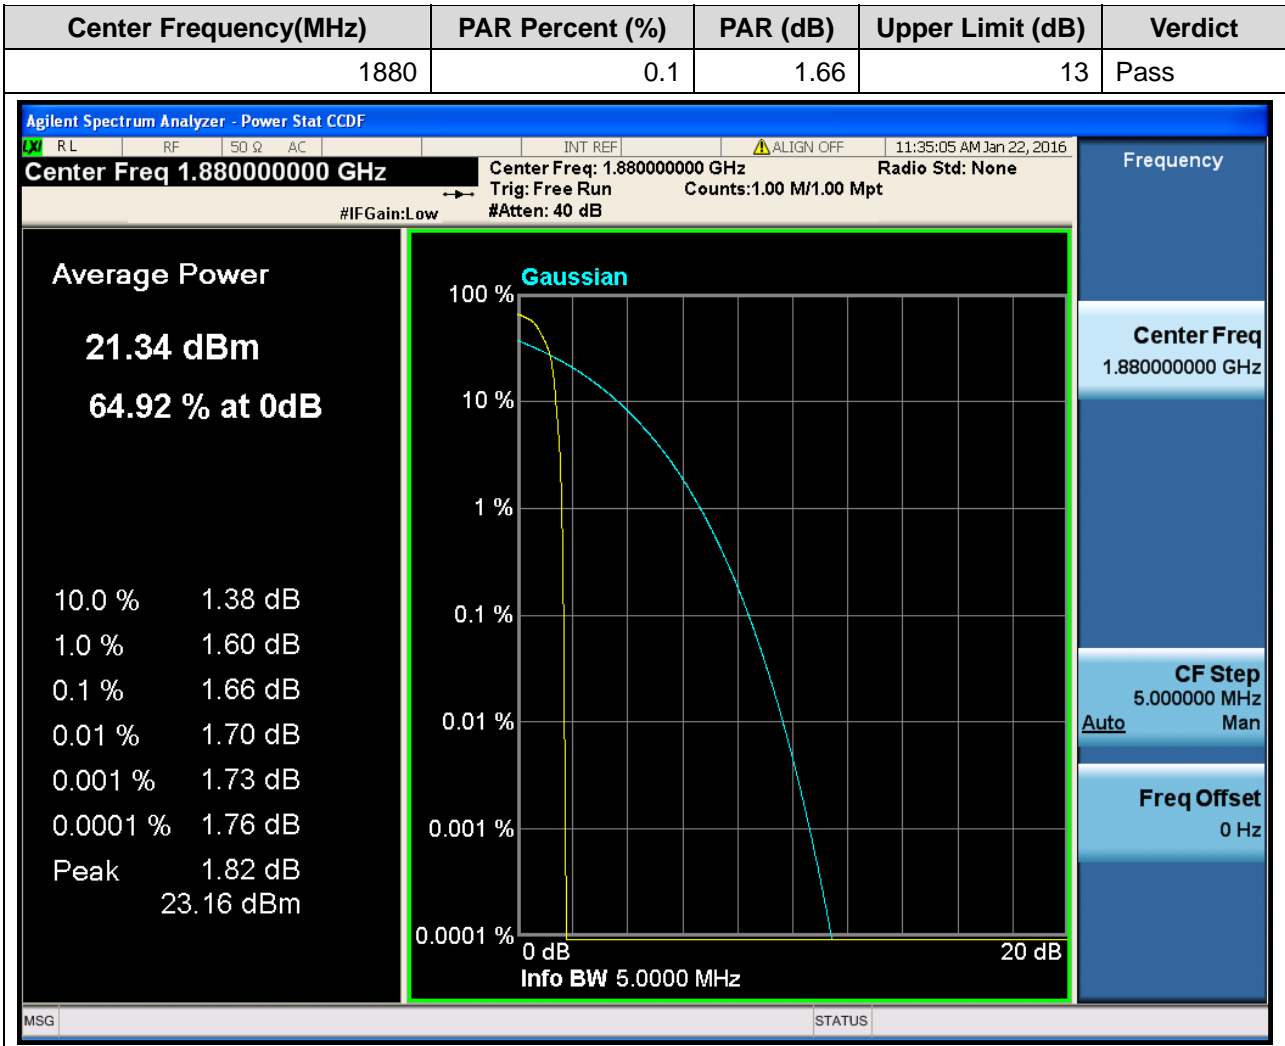 Center Frequency(MHz) PAR Percent (%) PAR (dB) Upper Limit (dB) Verdict
1880 0.1 1.66 13 Pass
Agilent Spectrum Analyzer - Power Stat CCDF
LXI RL RF 50 Ω AC INT REF ALIGN OFF 11:35:05 AM Jan 22, 2016
Center Freq 1.880000000 GHz
Center Freq: 1.880000000 GHz Radio Std: None
Trig: Free Run Counts:1.00 M/1.00 Mpt
#IFGain:Low #Atten: 40 dB
Frequency
Average Power
21.34 dBm
64.92 % at 0dB
10.0 % 1.38 dB
1.0 % 1.60 dB
0.1 % 1.66 dB
0.01 % 1.70 dB
0.001 % 1.73 dB
0.0001 % 1.76 dB
Peak 1.82 dB
23.16 dBm
Gaussian
100 %
10 %
1 %
0.1 %
0.01 %
0.001 %
0.0001 %
0 dB 20 dB
Info BW 5.0000 MHz
Center Freq
1.880000000 GHz
CF Step
5.000000 MHz
Auto Man
Freq Offset
0 Hz
MSG STATUS